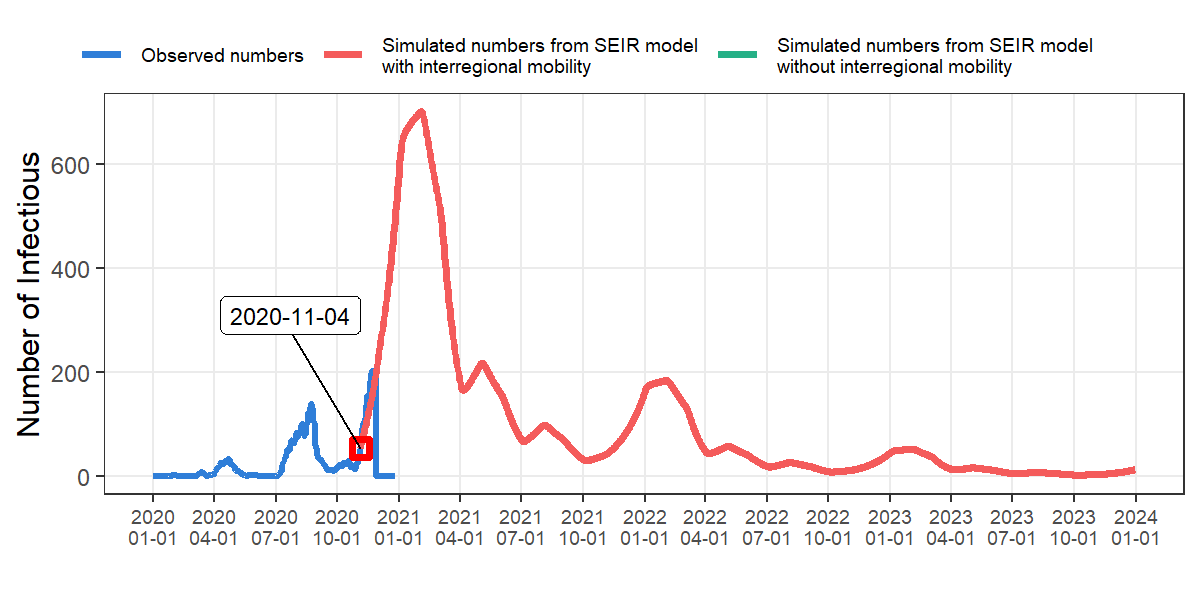 Observed numbers
Simulated numbers from SEIR model
with interregional mobility
Simulated numbers from SEIR model
without interregional mobility
Number of Infectious
600
400
200
0
2020-11-04
2020 2020 2020 2020 2021 2021 2021 2021 2022 2022 2022 2022 2023 2023 2023 2023 2024
01-01 04-01 07-01 10-01 01-01 04-01 07-01 10-01 01-01 04-01 07-01 10-01 01-01 04-01 07-01 10-01 01-01